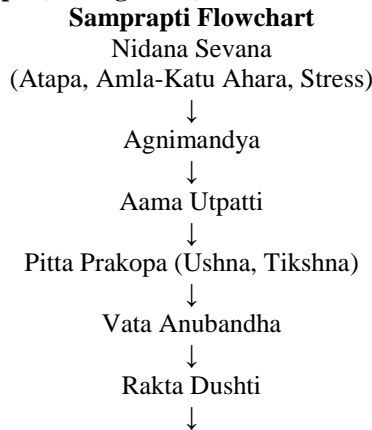 Samprapti Flowchart
Nidana Sevana
(Atapa, Amla-Katu Ahara, Stress)
↓
Agnimandya
↓
Aama Utpatti
↓
Pitta Prakopa (Ushna, Tikshna)
↓
Vata Anubandha
↓
Rakta Dushti
↓